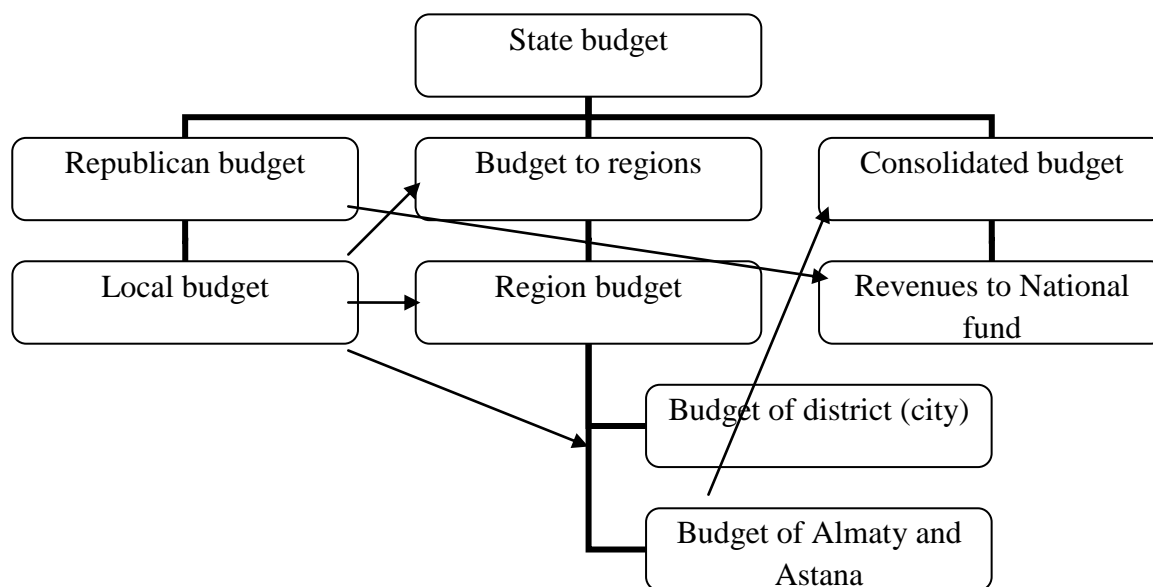 State budget
Republican budget
Budget to regions
Consolidated budget
Local budget
Region budget
Revenues to National
fund
Budget of district (city)
Budget of Almaty and
Astana